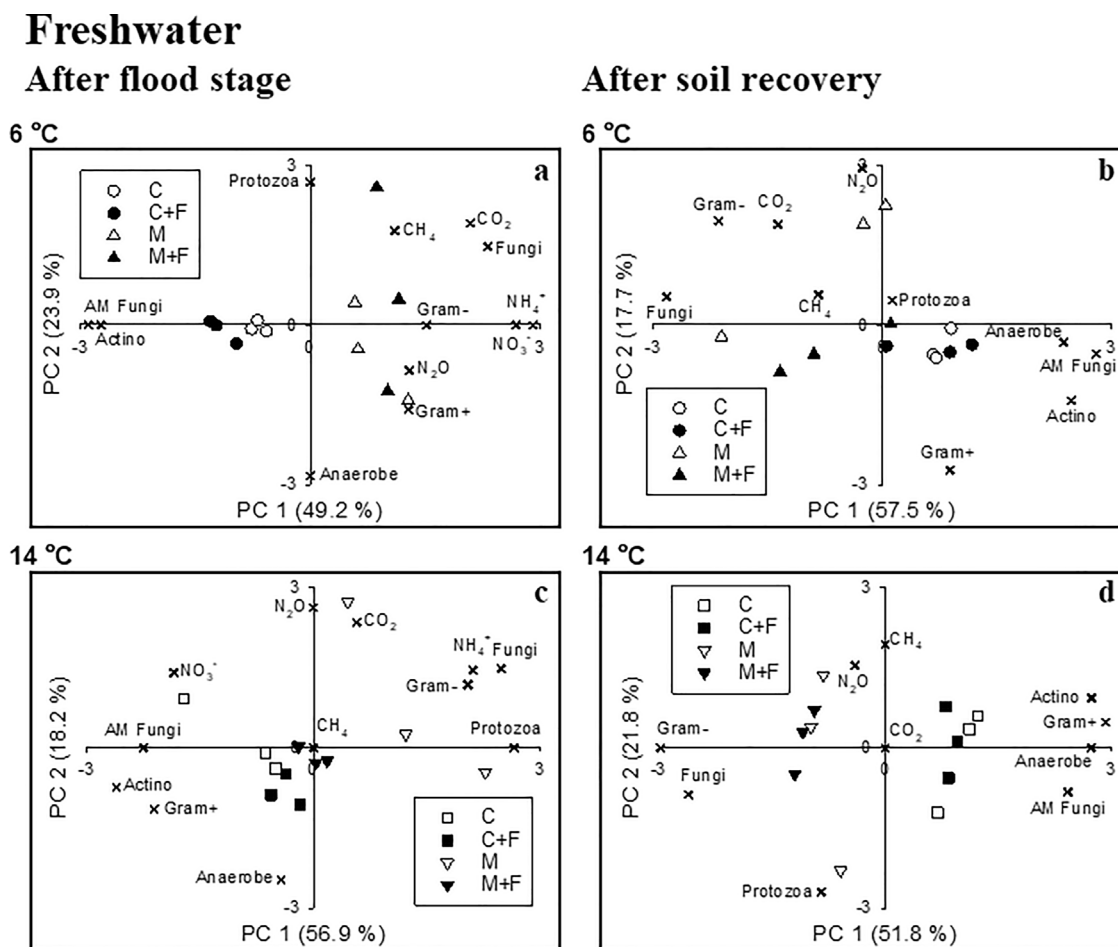 Freshwater
After flood stage
After soil recovery
6 °C
a
C
C+F
M
M+F
3
0
-3
-3
3
Protozoa
CH₄
CO₂
Fungi
AM Fungi
Actino
Gram-
NH₄⁺
NO₃⁻
N₂O
Gram+
Anaerobe
PC 2 (23.9 %)
PC 1 (49.2 %)
b
3
0
-3
-3
3
0
N₂O
Gram-
CO₂
Fungi
CH₄
Protozoa
Anaerobe
AM Fungi
Actino
Gram+
C
C+F
M
M+F
PC 2 (17.7 %)
PC 1 (57.5 %)
14 °C
c
3
0
-3
-3
3
N₂O
CO₂
NO₃⁻
NH₄⁺
Fungi
Gram-
AM Fungi
CH₄
Protozoa
Actino
Gram+
Anaerobe
C
C+F
M
M+F
PC 2 (18.2 %)
PC 1 (56.9 %)
14 °C
d
C
C+F
M
M+F
3
0
-3
-3
3
CH₄
N₂O
Actino
Gram+
Gram-
CO₂
Anaerobe
Fungi
AM Fungi
Protozoa
PC 2 (21.8 %)
PC 1 (51.8 %)